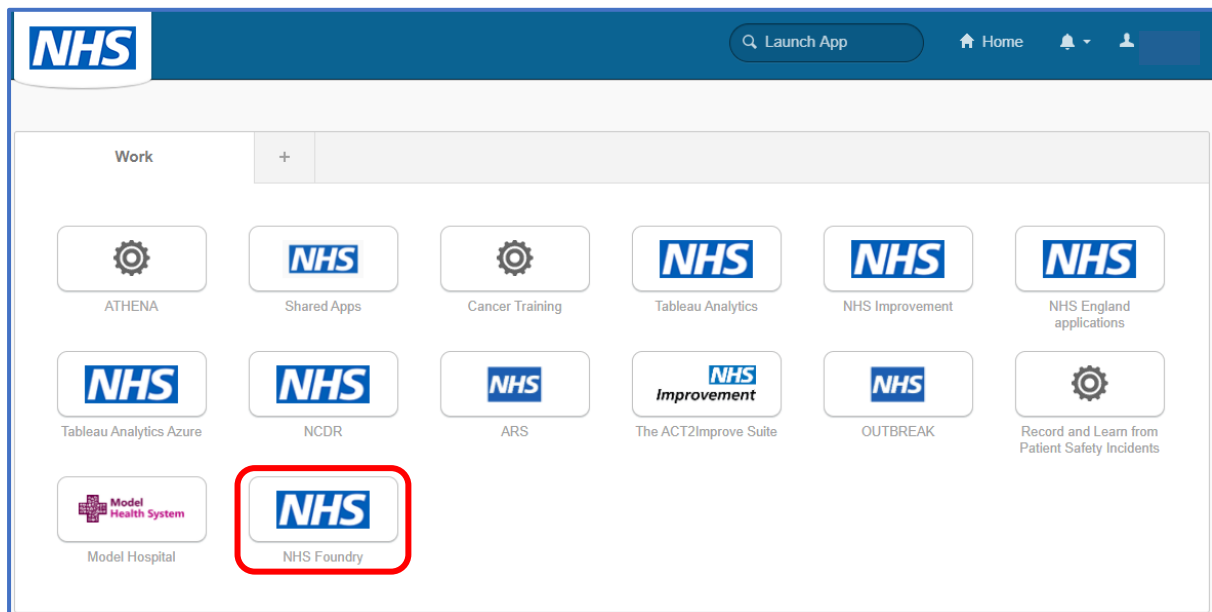 NHS
Launch App
Home
Work
+
NHS
NHS
NHS
NHS
ATHENA
Shared Apps
Cancer Training
Tableau Analytics
NHS Improvement
NHS England
applications
NHS
NHS
NHS
NHS
Improvement
NHS
Tableau Analytics Azure
NCDR
ARS
The ACT2Improve Suite
OUTBREAK
Record and Learn from
Patient Safety Incidents
Model
Health System
NHS
Model Hospital
NHS Foundry